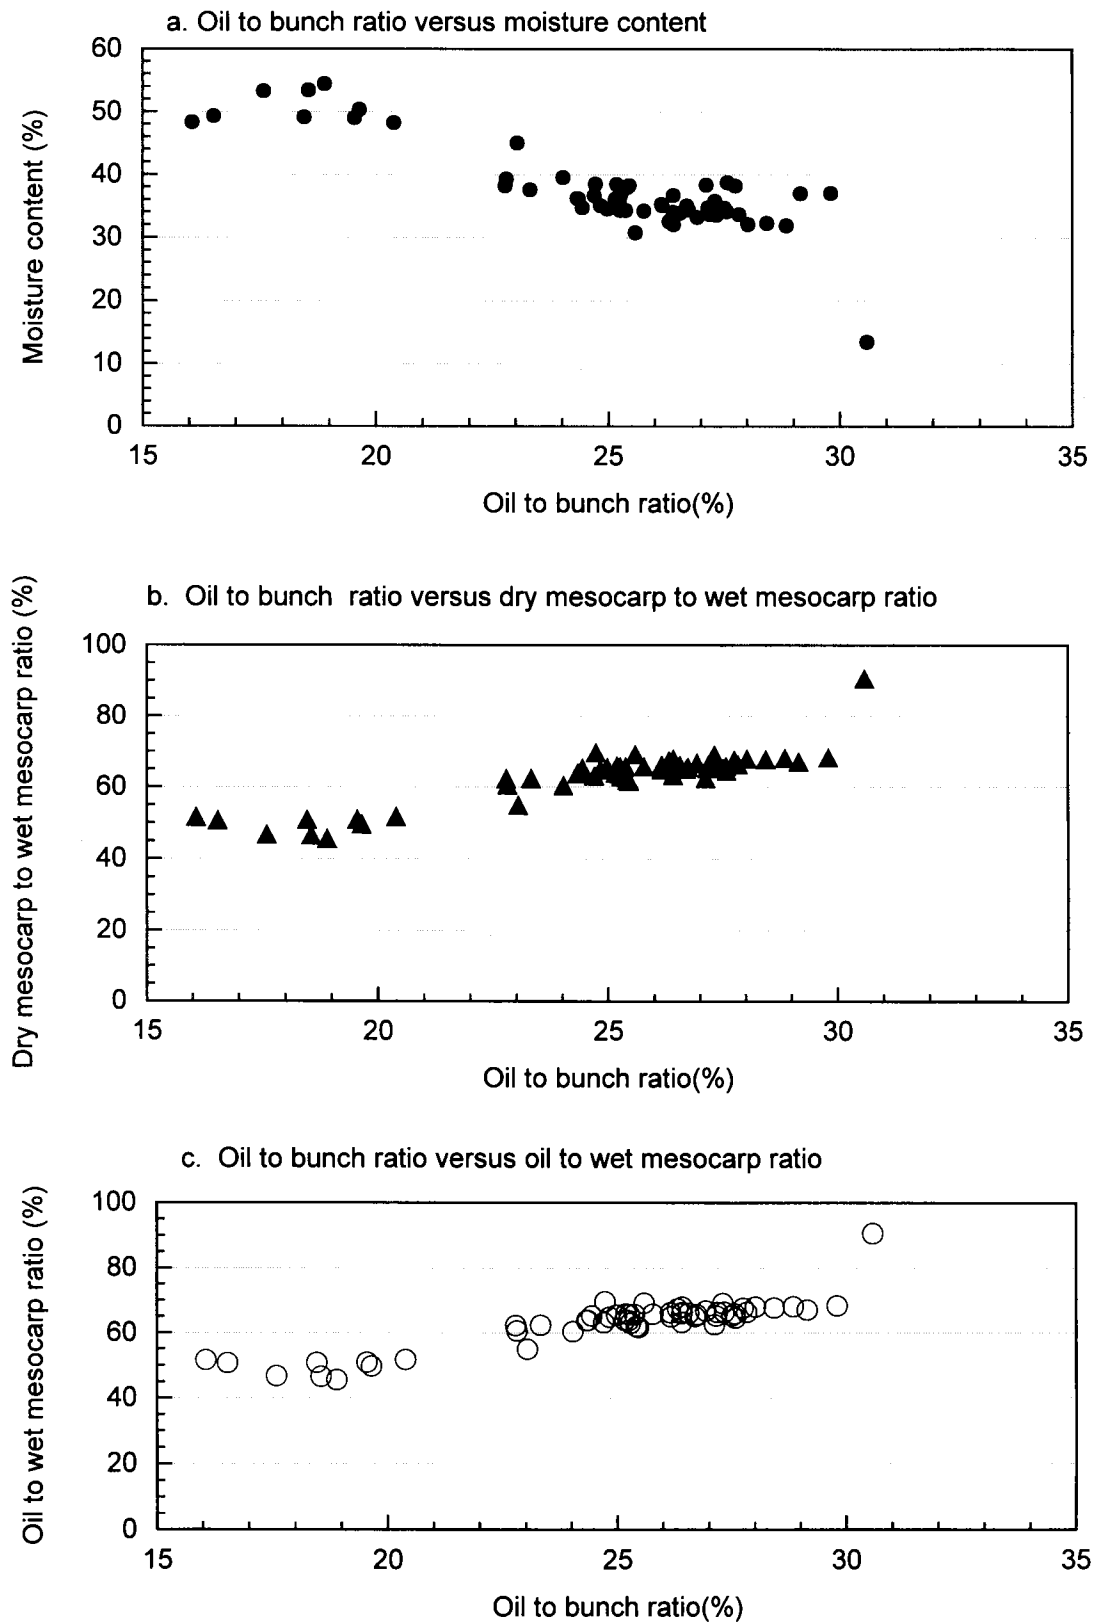 a. Oil to bunch ratio versus moisture content
60
50
40
30
20
10
0
Moisture content (%)
15 20 25 30 35
Oil to bunch ratio(%)
b. Oil to bunch ratio versus dry mesocarp to wet mesocarp ratio
100
80
60
40
20
0
Dry mesocarp to wet mesocarp ratio (%)
15 20 25 30 35
Oil to bunch ratio(%)
c. Oil to bunch ratio versus oil to wet mesocarp ratio
100
80
60
40
20
0
Oil to wet mesocarp ratio (%)
15 20 25 30 35
Oil to bunch ratio(%)